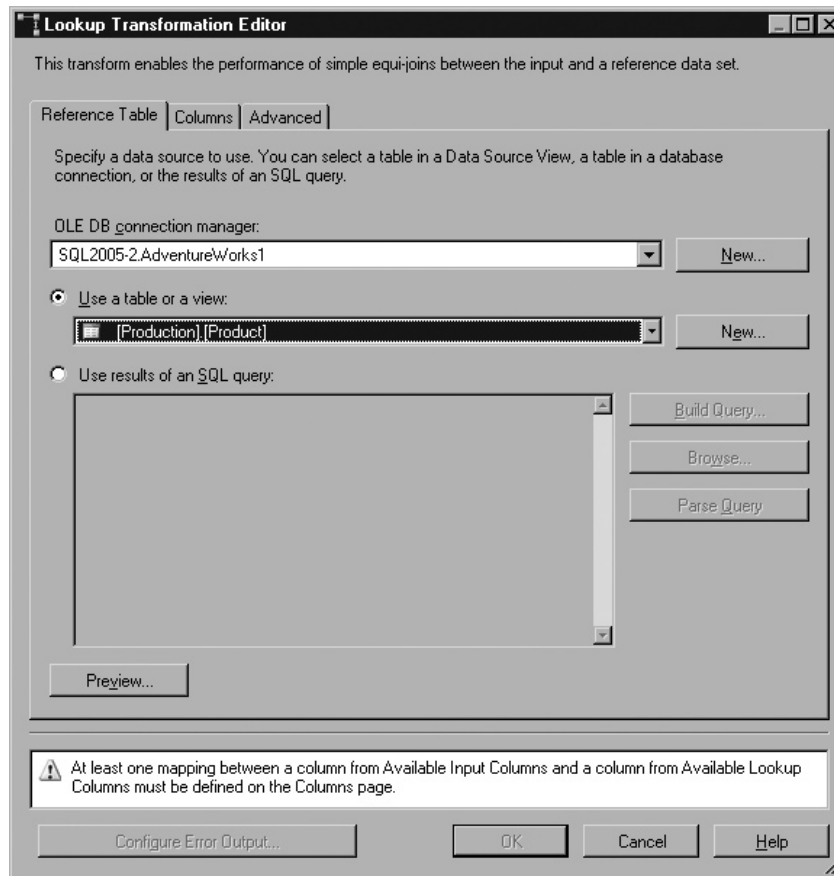 Lookup Transformation Editor
This transform enables the performance of simple equi-joins between the input and a reference data set.
Reference Table
Columns
Advanced
Specify a data source to use. You can select a table in a Data Source View, a table in a database
connection, or the results of an SQL query.
OLE DB connection manager:
SQL2005-2.AdventureWorks1
New...
Use a table or a view:
[Production].[Product]
New...
Use results of an SQL query:
Build Query...
Browse...
Parse Query
Preview...
At least one mapping between a column from Available Input Columns and a column from Available Lookup
Columns must be defined on the Columns page.
Configure Error Output...
OK
Cancel
Help